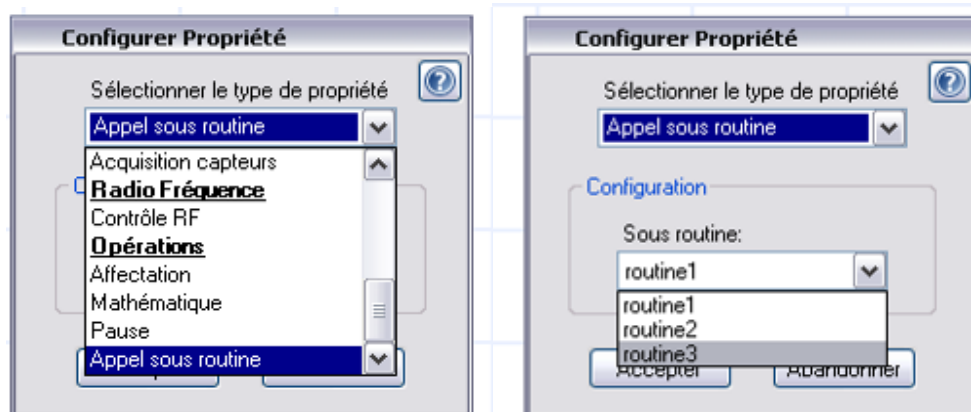 Configurer Propriété
Sélectionner le type de propriété
Appel sous routine
Acquisition capteurs
Radio Fréquence
Contrôle RF
Opérations
Affectation
Mathématique
Pause
Appel sous routine
Configurer Propriété
Sélectionner le type de propriété
Appel sous routine
Configuration
Sous routine:
routine1
routine1
routine2
routine3
Accepter
Abandonner